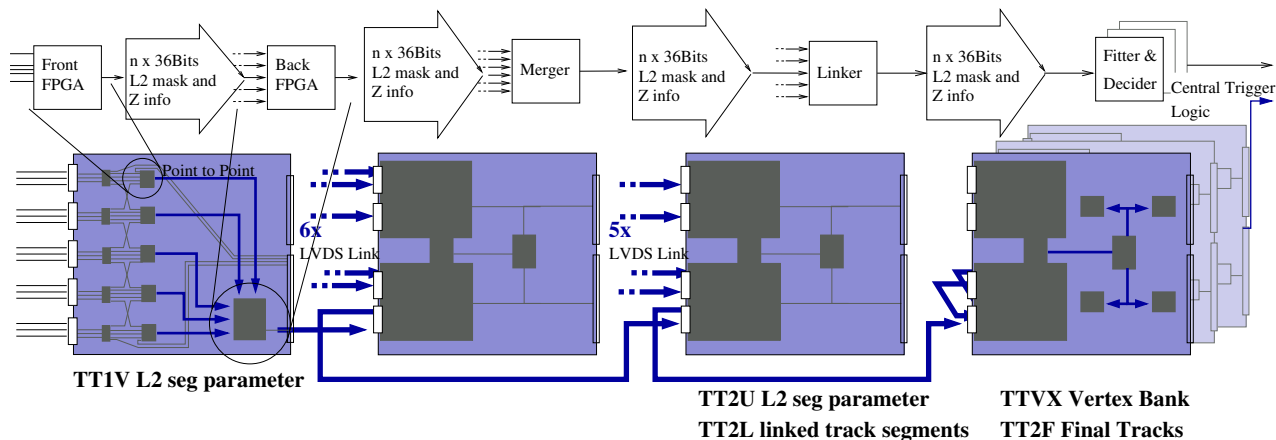 Front
FPGA
n x 36Bits
L2 mask and
Z info
Back
FPGA
n x 36Bits
L2 mask and
Z info
Merger
n x 36Bits
L2 mask and
Z info
Linker
n x 36Bits
L2 mask and
Z info
Fitter &
Decider
Central Trigger
Logic
Point to Point
6x
LVDS Link
5x
LVDS Link
TT1V L2 seg parameter
TT2U L2 seg parameter
TT2L linked track segments
TTVX Vertex Bank
TT2F Final Tracks